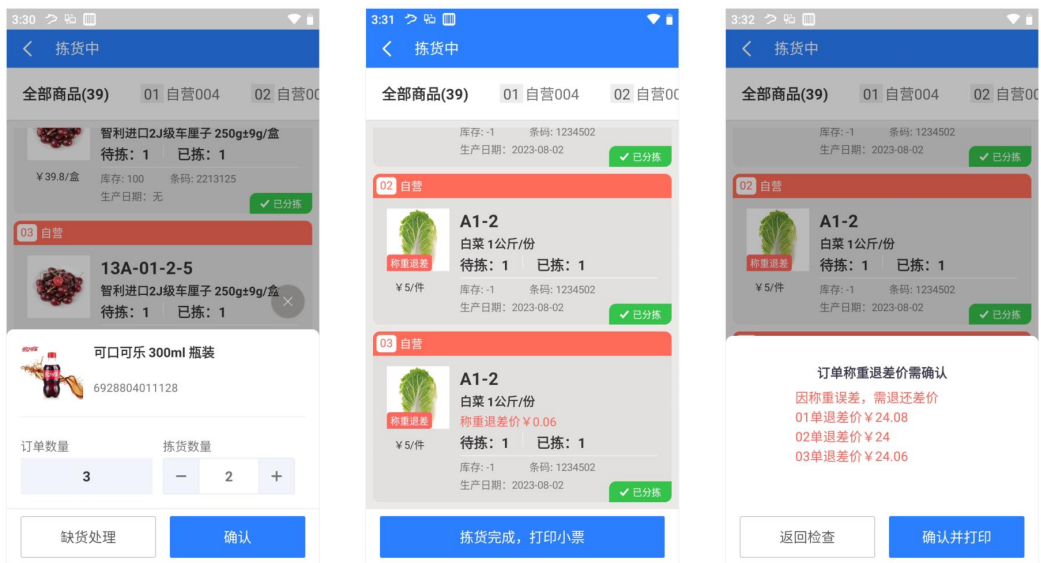 3:30
拣货中
全部商品(39) 01 自营004 02 自营00
智利进口2J级车厘子 250g±9g/盒
待拣：1 已拣：1
￥39.8/盒
库存: 100 条码: 2213125
生产日期：无
已分拣
03 自营
13A-01-2-5
智利进口2J级车厘子 250g±9g/盒
待拣：1 已拣：1
可口可乐 300ml 瓶装
6928804011128
订单数量 拣货数量
3 − 2 +
缺货处理 确认
3:31
拣货中
全部商品(39) 01 自营004 02 自营00
库存: -1 条码: 1234502
生产日期：2023-08-02
已分拣
02 自营
A1-2
白菜 1公斤/份
称重退差
待拣：1 已拣：1
￥5/件
库存: -1 条码: 1234502
生产日期：2023-08-02
已分拣
03 自营
A1-2
白菜 1公斤/份
称重退差
称重退差价￥0.06
￥5/件
待拣：1 已拣：1
库存: -1 条码: 1234502
生产日期：2023-08-02
已分拣
拣货完成，打印小票
3:32
拣货中
全部商品(39) 01 自营004 02 自营00
库存: -1 条码: 1234502
生产日期：2023-08-02
已分拣
02 自营
A1-2
白菜 1公斤/份
称重退差
待拣：1 已拣：1
￥5/件
库存: -1 条码: 1234502
生产日期：2023-08-02
已分拣
订单称重退差价需确认
因称重误差，需退还差价
01单退差价￥24.08
02单退差价￥24
03单退差价￥24.06
返回检查 确认并打印